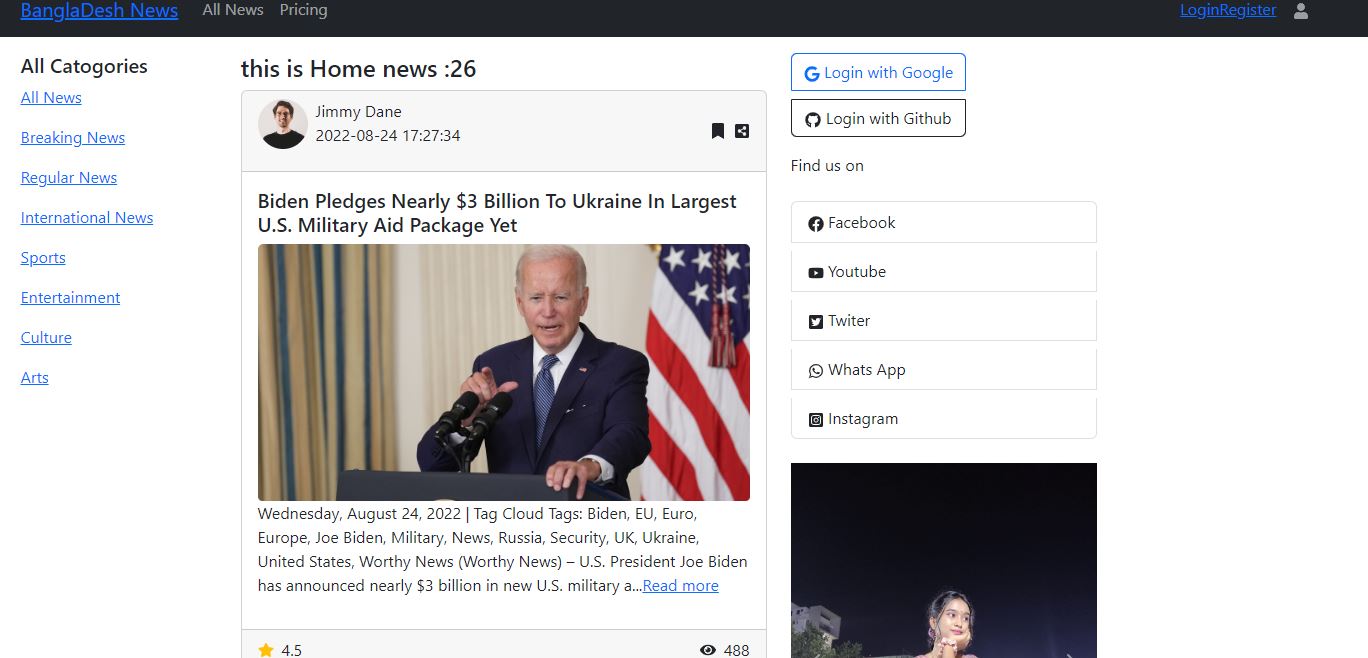 BanglaDesh News
All News
Pricing
LoginRegister
All Catogories
All News
Breaking News
Regular News
International News
Sports
Entertainment
Culture
Arts
this is Home news :26
Jimmy Dane
2022-08-24 17:27:34
Biden Pledges Nearly $3 Billion To Ukraine In Largest
U.S. Military Aid Package Yet
Wednesday, August 24, 2022 | Tag Cloud Tags: Biden, EU, Euro,
Europe, Joe Biden, Military, News, Russia, Security, UK, Ukraine,
United States, Worthy News (Worthy News) – U.S. President Joe Biden
has announced nearly $3 billion in new U.S. military a...Read more
4.5
488
Login with Google
Login with Github
Find us on
Facebook
Youtube
Twiter
Whats App
Instagram